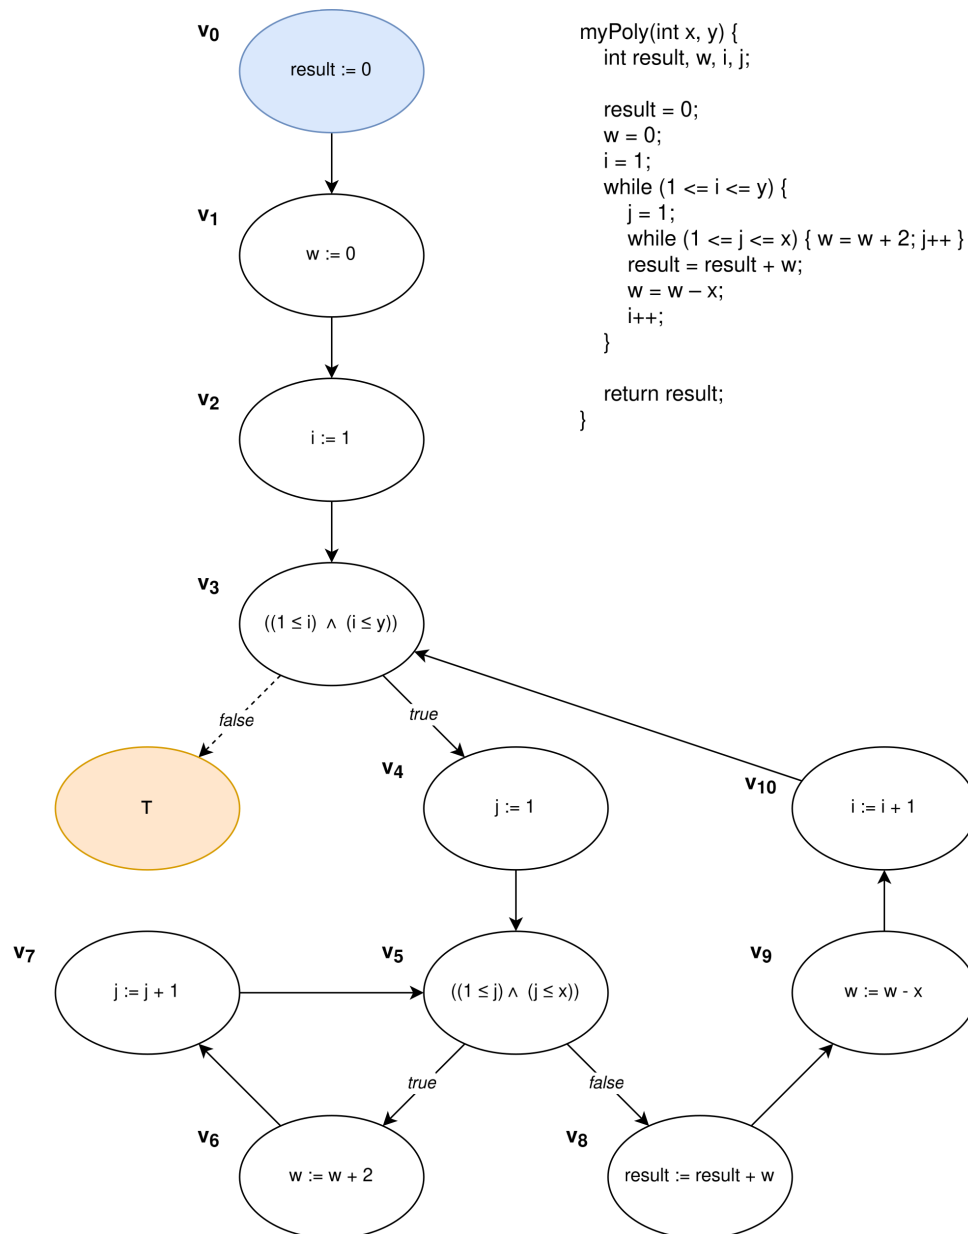 v0
result := 0
myPoly(int x, y) {
int result, w, i, j;
result = 0;
w = 0;
i = 1;
while (1 <= i <= y) {
j = 1;
while (1 <= j <= x) { w = w + 2; j++ }
result = result + w;
w = w – x;
i++;
}
return result;
}
v1
w := 0
v2
i := 1
v3
((1 ≤ i) ∧ (i ≤ y))
false
true
T
v4
j := 1
v10
i := i + 1
v7
j := j + 1
v5
((1 ≤ j) ∧ (j ≤ x))
v9
w := w - x
true
false
v6
w := w + 2
v8
result := result + w